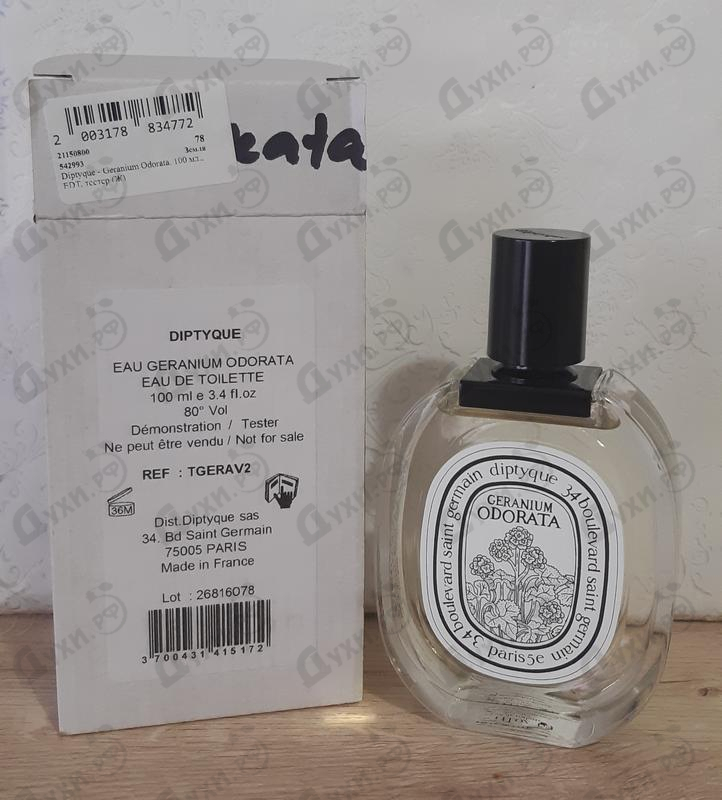 2 003178 834772
21150800
78
542993
3см.ш
Diptyque - Geranium Odorata. 100 мл..
EDT. тестер (Ж)
kata
DIPTYQUE
EAU GERANIUM ODORATA
EAU DE TOILETTE
100 ml e 3.4 fl.oz
80° Vol
Démonstration / Tester
Ne peut être vendu / Not for sale
REF : TGERAV2
36M
Dist.Diptyque sas
34. Bd Saint Germain
75005 PARIS
Made in France
Lot : 26816078
3 700431 415172
diptyque 34 boulevard saint germain
paris5e
34 boulevard saint germain
GERANIUM
ODORATA
Духи.рф